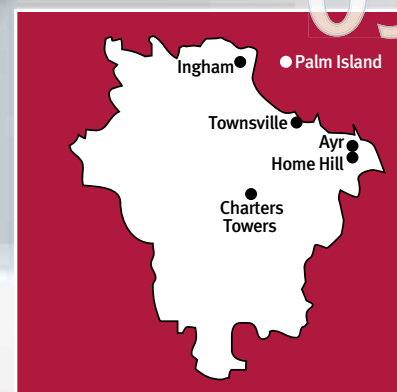 Ingham
Palm Island
Townsville
Ayr
Home Hill
Charters
Towers